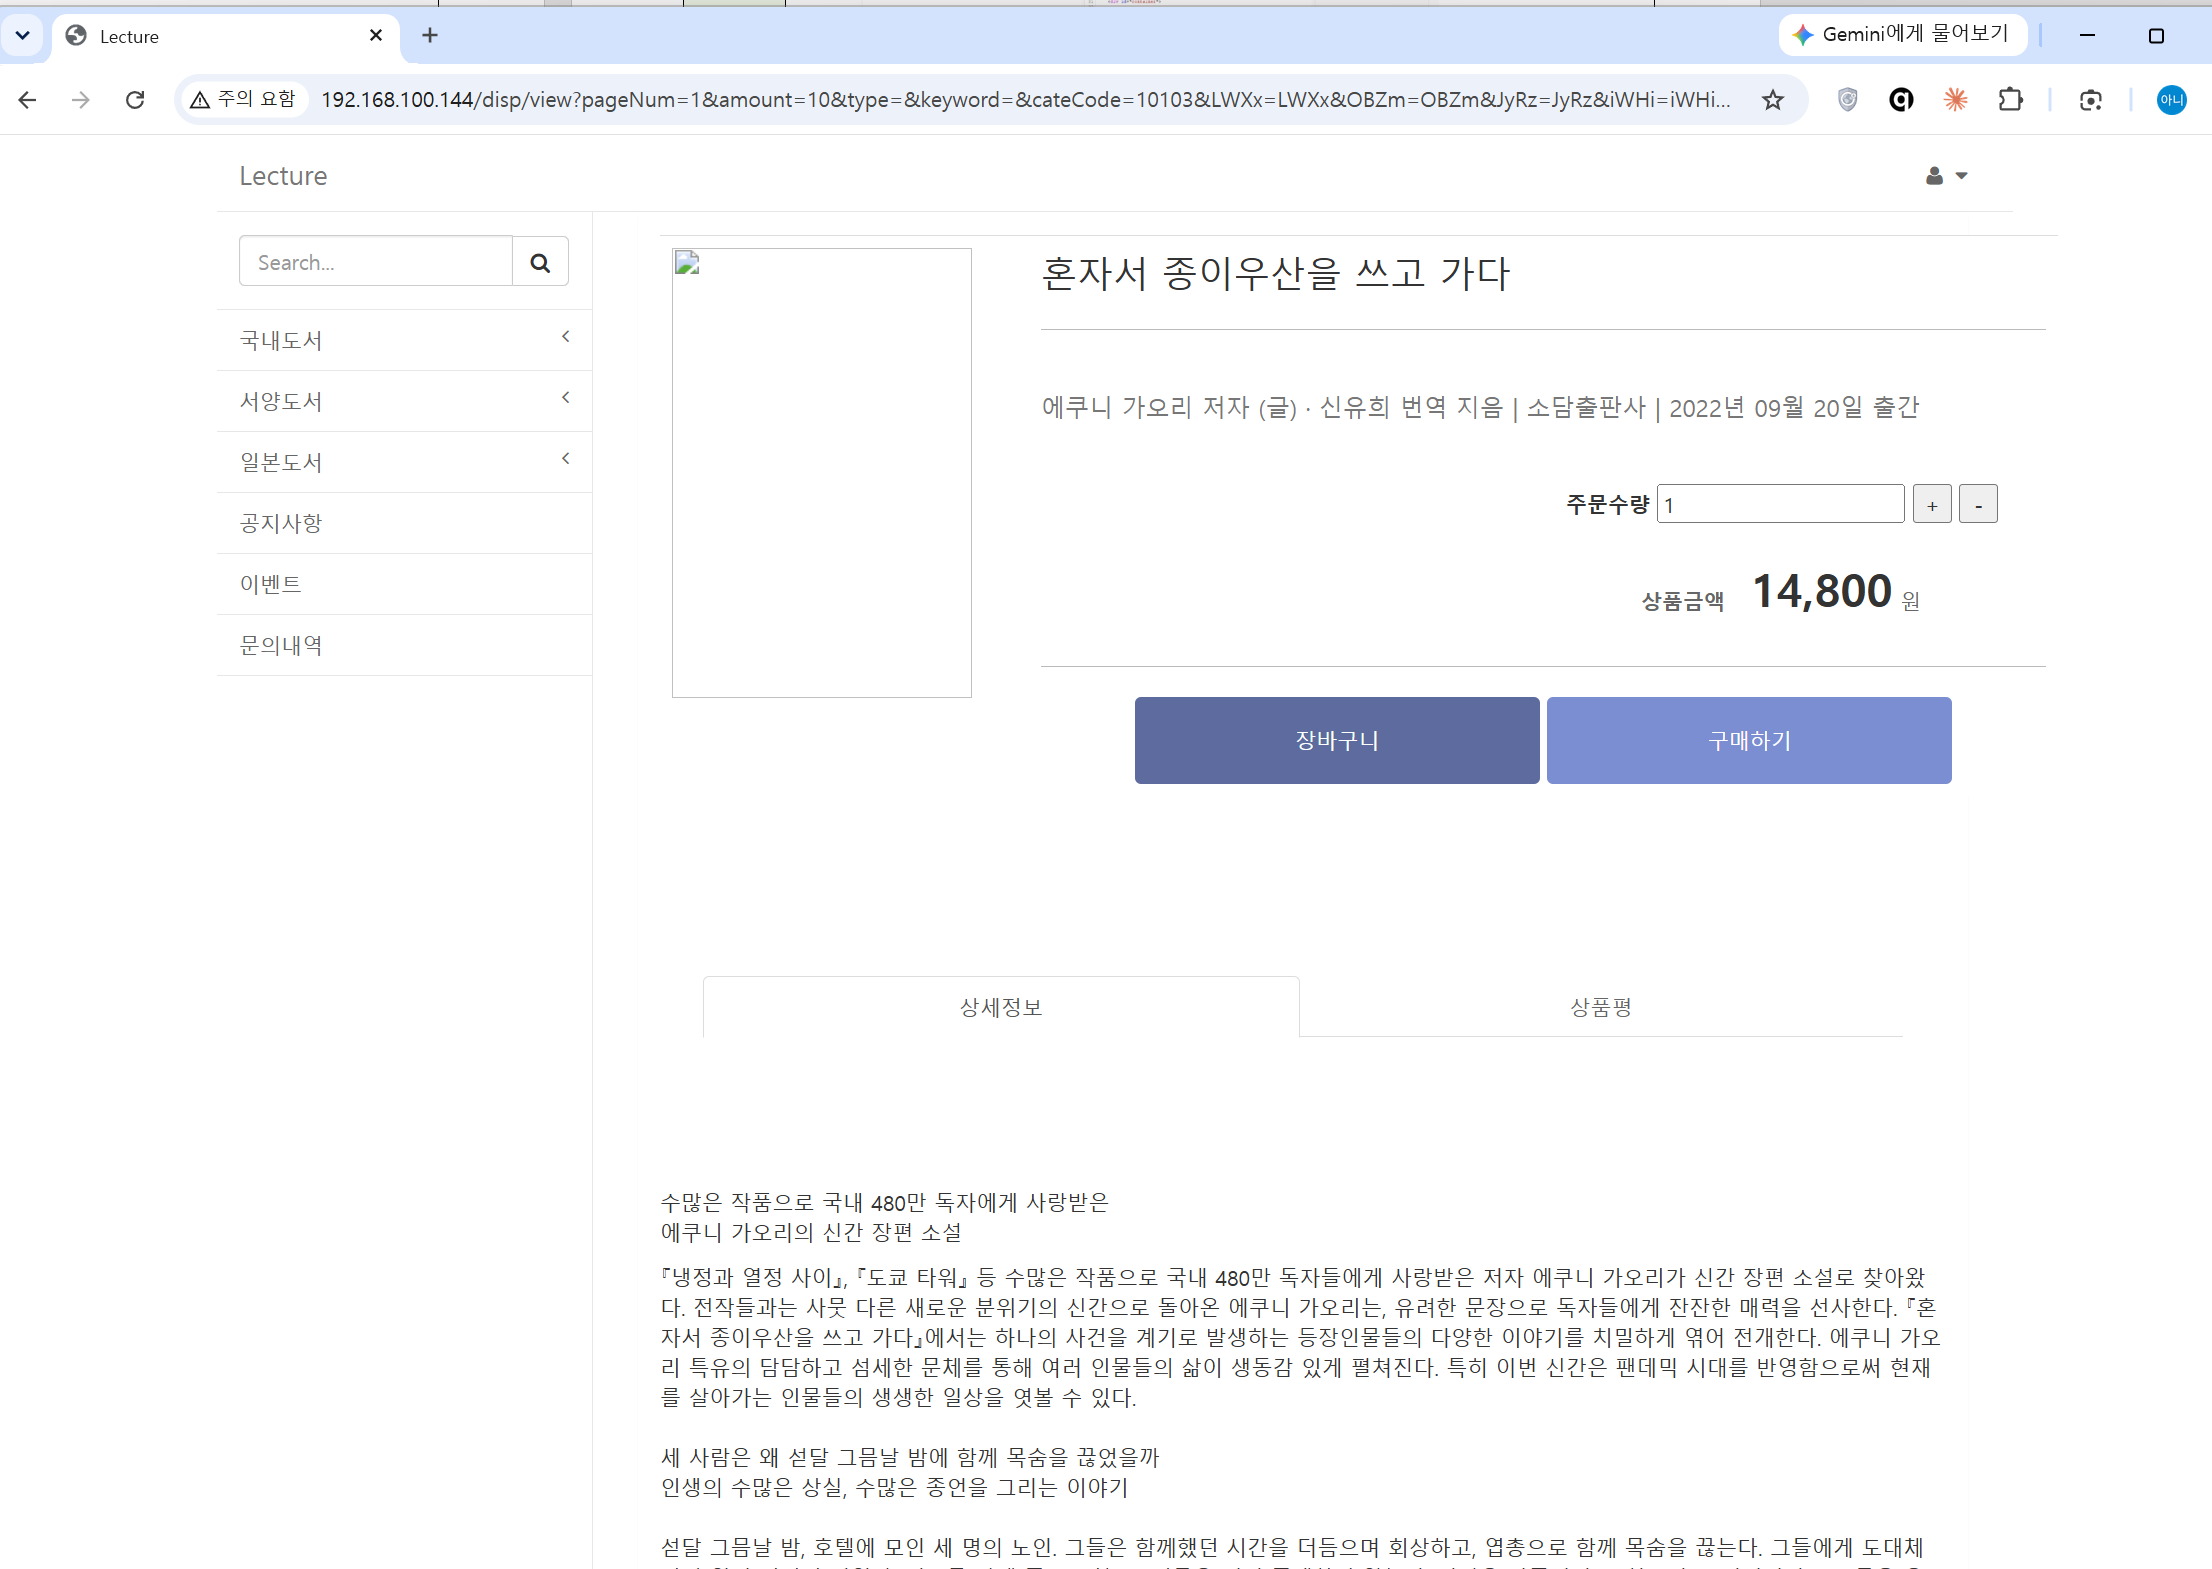 Lecture
Gemini에게 물어보기
주의 요함
192.168.100.144/disp/view?pageNum=1&amount=10&type=&keyword=&cateCode=10103&LWXx=LWXx&OBZm=OBZm&JyRz=JyRz&iWHi=iWHi...
아니
Lecture
Search...
국내도서
서양도서
일본도서
공지사항
이벤트
문의내역
혼자서 종이우산을 쓰고 가다
에쿠니 가오리 저자 (글) · 신유희 번역 지음 | 소담출판사 | 2022년 09월 20일 출간
주문수량 1 + -
상품금액 14,800 원
장바구니 구매하기
상세정보 상품평
수많은 작품으로 국내 480만 독자에게 사랑받은
에쿠니 가오리의 신간 장편 소설
『냉정과 열정 사이』, 『도쿄 타워』 등 수많은 작품으로 국내 480만 독자들에게 사랑받은 저자 에쿠니 가오리가 신간 장편 소설로 찾아왔
다. 전작들과는 사뭇 다른 새로운 분위기의 신간으로 돌아온 에쿠니 가오리는, 유려한 문장으로 독자들에게 잔잔한 매력을 선사한다. 『혼
자서 종이우산을 쓰고 가다』에서는 하나의 사건을 계기로 발생하는 등장인물들의 다양한 이야기를 치밀하게 엮어 전개한다. 에쿠니 가오
리 특유의 담담하고 섬세한 문체를 통해 여러 인물들의 삶이 생동감 있게 펼쳐진다. 특히 이번 신간은 팬데믹 시대를 반영함으로써 현재
를 살아가는 인물들의 생생한 일상을 엿볼 수 있다.
세 사람은 왜 섣달 그믐날 밤에 함께 목숨을 끊었을까
인생의 수많은 상실, 수많은 종언을 그리는 이야기
섣달 그믐날 밤, 호텔에 모인 세 명의 노인. 그들은 함께했던 시간을 더듬으며 회상하고, 엽총으로 함께 목숨을 끊는다. 그들에게 도대체